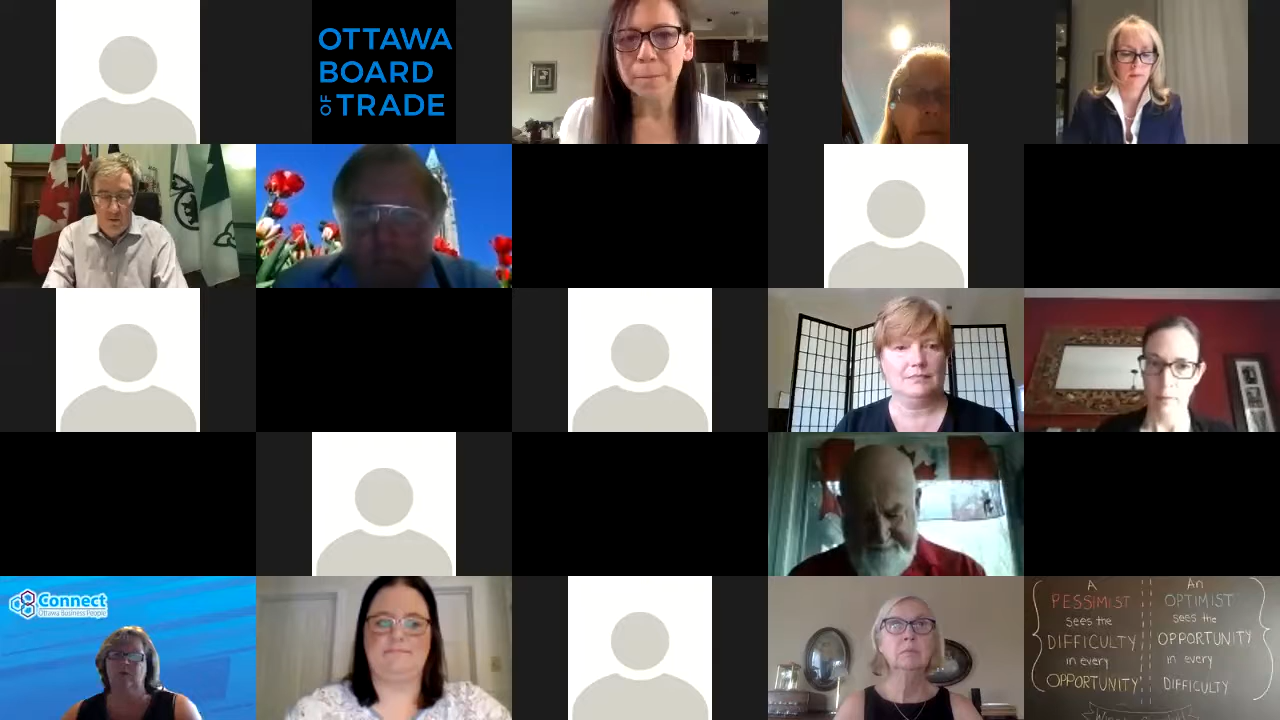 OTTAWA
BOARD
OF TRADE
Connect
Ottawa Business People
A
PESSIMIST
sees the
DIFFICULTY
in every
OPPORTUNITY
An
OPTIMIST
sees the
OPPORTUNITY
in every
DIFFICULTY